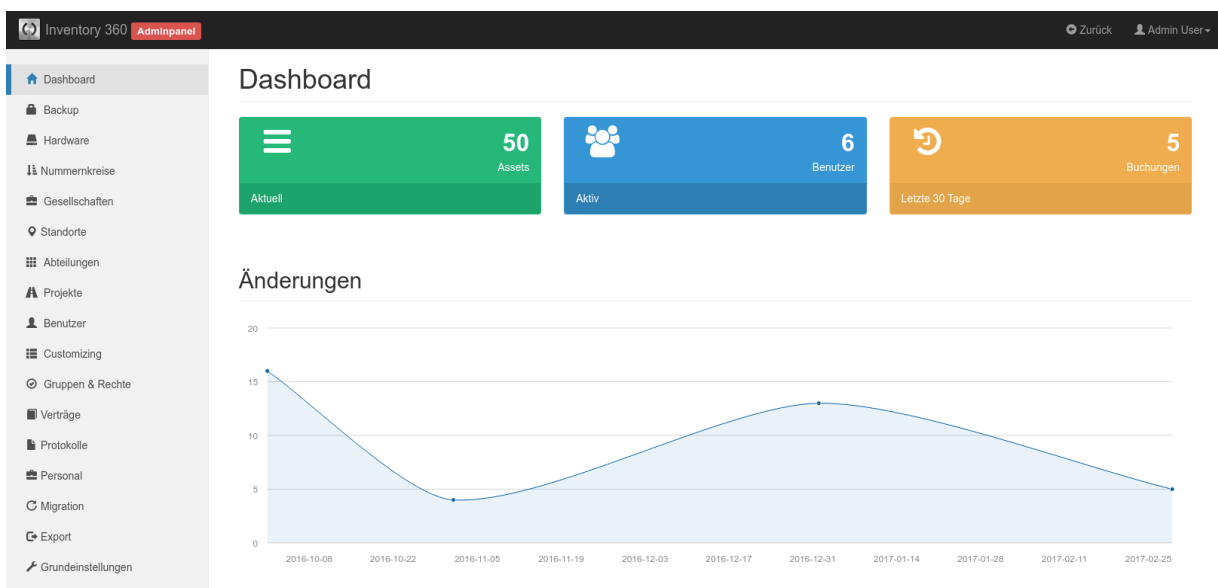 Inventory 360 Adminpanel
Zurück
Admin User
Dashboard
Backup
Hardware
Nummernkreise
Gesellschaften
Standorte
Abteilungen
Projekte
Benutzer
Customizing
Gruppen & Rechte
Verträge
Protokolle
Personal
Migration
Export
Grundeinstellungen
Dashboard
50
Assets
Aktuell
6
Benutzer
Aktiv
5
Buchungen
Letzte 30 Tage
Änderungen
20
15
10
5
0
2016-10-08 2016-10-22 2016-11-05 2016-11-19 2016-12-03 2016-12-17 2016-12-31 2017-01-14 2017-01-28 2017-02-11 2017-02-25